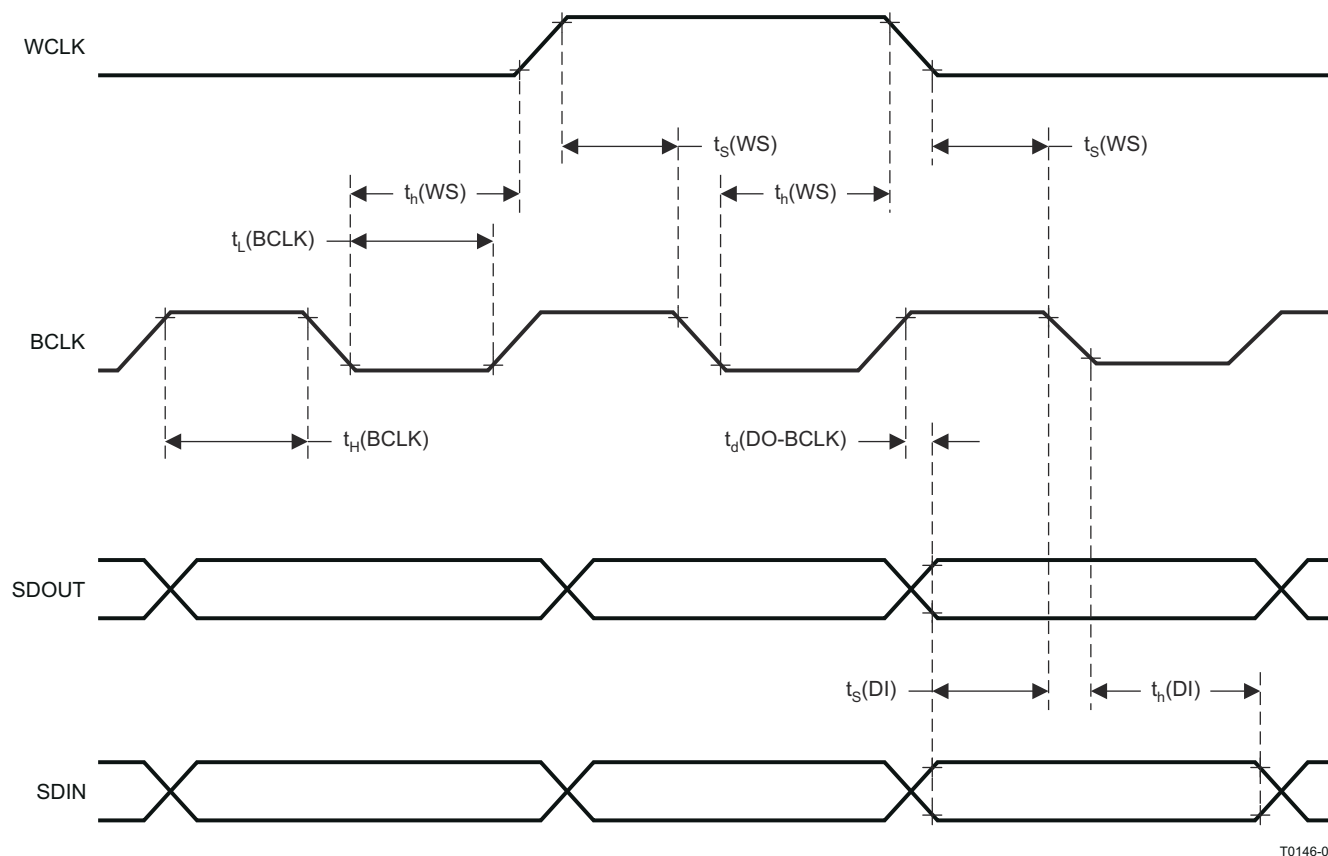 WCLK
tS(WS)
tS(WS)
th(WS)
th(WS)
tL(BCLK)
BCLK
tH(BCLK)
td(DO-BCLK)
SDOUT
tS(DI)
th(DI)
SDIN
T0146-0